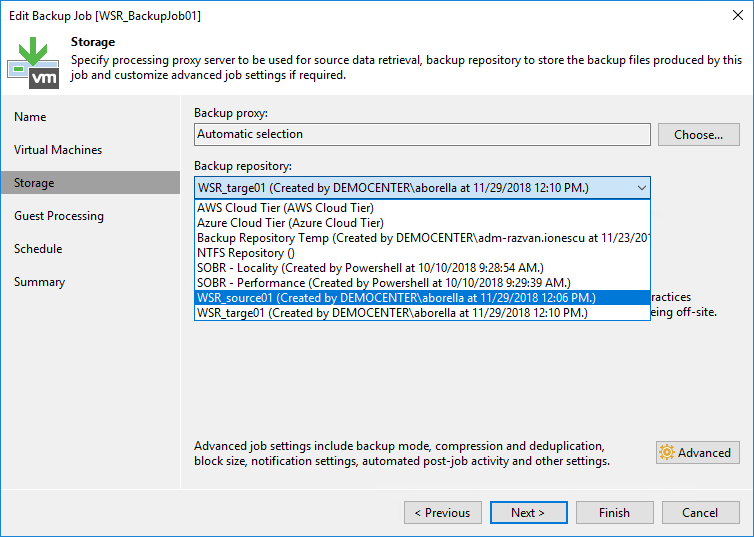 Edit Backup Job [WSR_BackupJob01]
vm
Storage
Specify processing proxy server to be used for source data retrieval, backup repository to store the backup files produced by this
job and customize advanced job settings if required.
Name
Virtual Machines
Storage
Guest Processing
Schedule
Summary
Backup proxy:
Automatic selection
Choose...
Backup repository:
WSR_targe01 (Created by DEMOCENTER\aborella at 11/29/2018 12:10 PM.)
AWS Cloud Tier (AWS Cloud Tier)
Azure Cloud Tier (Azure Cloud Tier)
Backup Repository Temp (Created by DEMOCENTER\adm-razvan.ionescu at 11/23/201
NTFS Repository ()
SOBR - Locality (Created by Powershell at 10/10/2018 9:28:54 AM.)
SOBR - Performance (Created by Powershell at 10/10/2018 9:29:39 AM.)
WSR_source01 (Created by DEMOCENTER\aborella at 11/29/2018 12:06 PM.)
WSR_targe01 (Created by DEMOCENTER\aborella at 11/29/2018 12:10 PM.)
ractices
eing off-site.
Advanced job settings include backup mode, compression and deduplication,
block size, notification settings, automated post-job activity and other settings.
Advanced
< Previous
Next >
Finish
Cancel